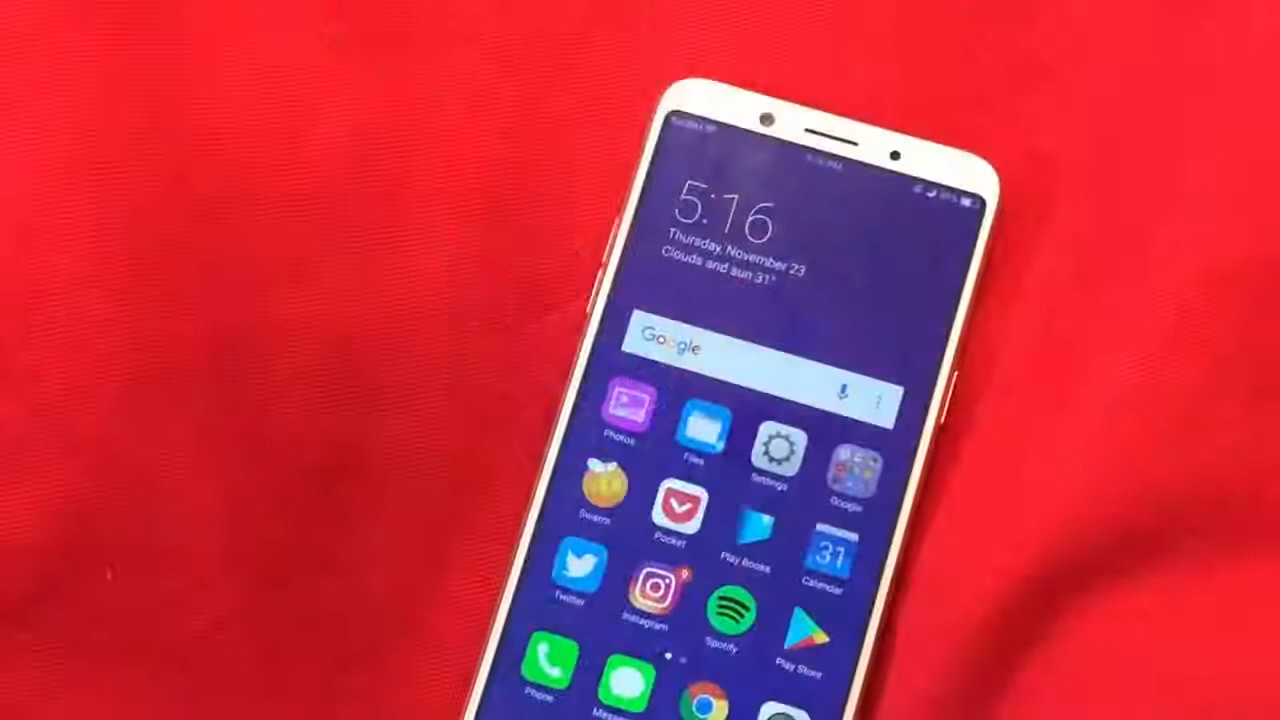 5:16
Thursday, November 23
Clouds and sun 31°
Google
Photos
Files
Settings
Google
Swarm
Pocket
Play Books
31
Calendar
Twitter
Instagram
Spotify
Play Store
Phone